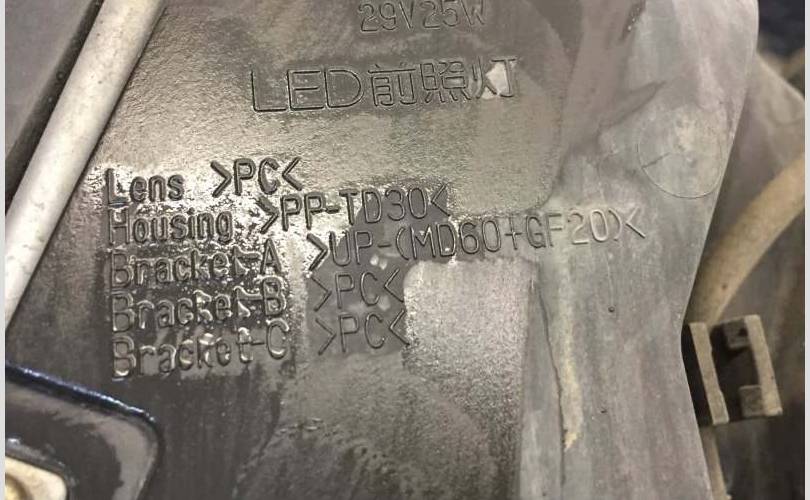 29V25W
LED前照灯
Lens >PC<
Housing >PP-TD30<
Bracket-A >UP-(MD60+GF20)<
Bracket-B >PC<
Bracket-C >PC<